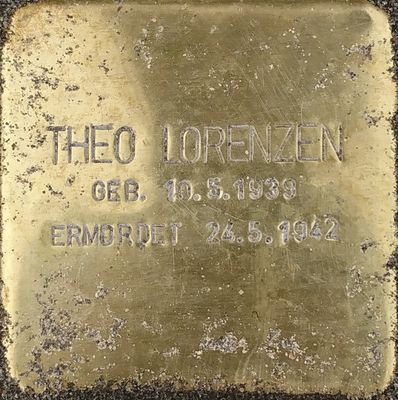 THEO LORENZEN
GEB. 10.5.1939
ERMORDET 24.5.1942